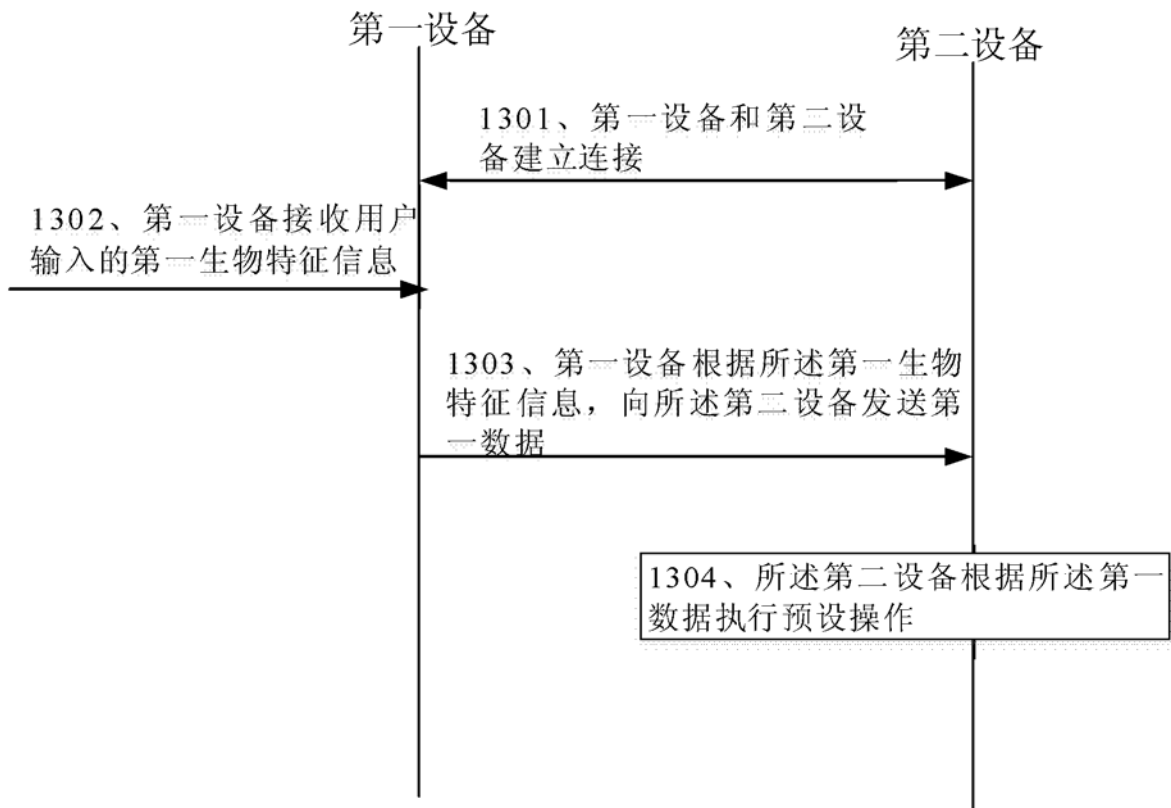 第一设备
第二设备
1301、第一设备和第二设
备建立连接
1302、第一设备接收用户
输入的第一生物特征信息
1303、第一设备根据所述第一生物
特征信息，向所述第二设备发送第
一数据
1304、所述第二设备根据所述第一
数据执行预设操作